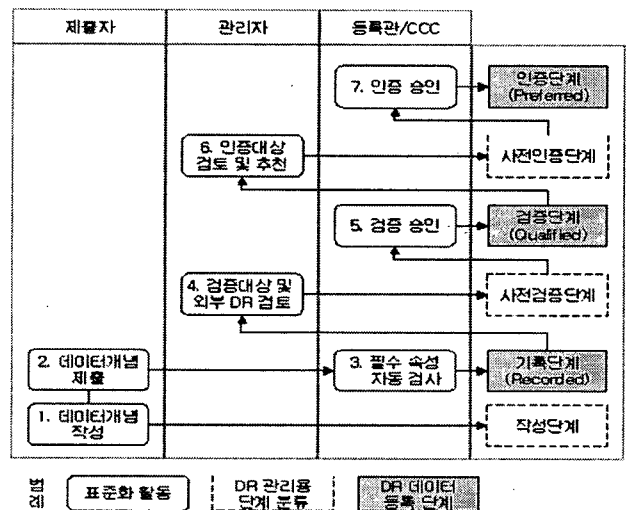 제출자 관리자 등록관/CCC
7. 인증 승인
인증단계
(Preferred)
6. 인증대상
검토 및 추천
사전인증단계
5. 검증 승인
검증단계
(Qualified)
4. 검증대상 및
외부 DR 검토
사전검증단계
2. 데이터개념
제출
3. 필수 속성
자동 검사
기록단계
(Recorded)
1. 데이터개념
작성
작성단계
범
례
표준화 활동
DR 관리용
단계 분류
DR 데이터
등록 단계